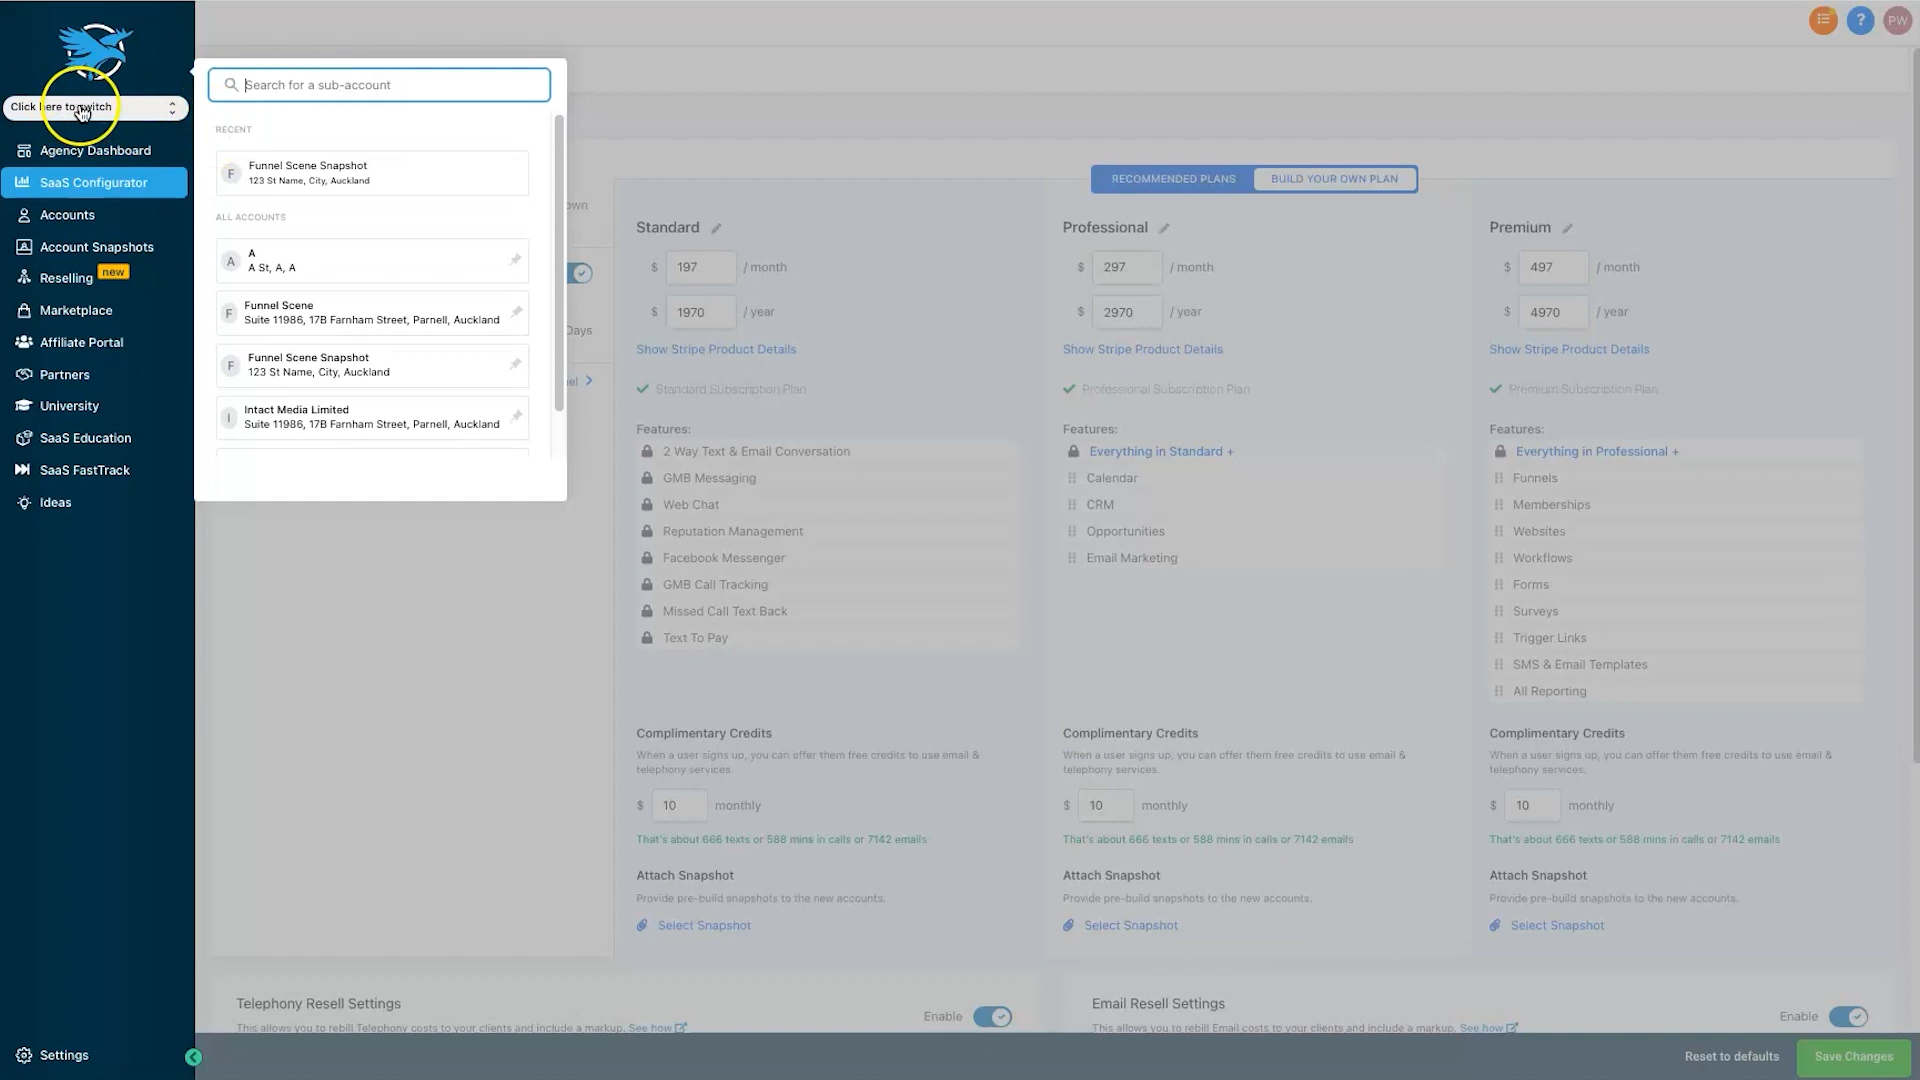 PW
Click here to switch
Agency Dashboard
SaaS Configurator
Accounts
Account Snapshots
Reselling new
Marketplace
Affiliate Portal
Partners
University
SaaS Education
SaaS FastTrack
Ideas
Settings
Search for a sub-account
RECENT
F Funnel Scene Snapshot
123 St Name, City, Auckland
ALL ACCOUNTS
A A
A St, A, A
F Funnel Scene
Suite 11986, 17B Farnham Street, Parnell, Auckland
F Funnel Scene Snapshot
123 St Name, City, Auckland
I Intact Media Limited
Suite 11986, 17B Farnham Street, Parnell, Auckland
Days
RECOMMENDED PLANS BUILD YOUR OWN PLAN
Standard
$ 197 / month
$ 1970 / year
Show Stripe Product Details
Standard Subscription Plan
Features:
2 Way Text & Email Conversation
GMB Messaging
Web Chat
Reputation Management
Facebook Messenger
GMB Call Tracking
Missed Call Text Back
Text To Pay
Complimentary Credits
When a user signs up, you can offer them free credits to use email &
telephony services.
$ 10 monthly
That's about 666 texts or 588 mins in calls or 7142 emails
Attach Snapshot
Provide pre-build snapshots to the new accounts.
Select Snapshot
Professional
$ 297 / month
$ 2970 / year
Show Stripe Product Details
Professional Subscription Plan
Features:
Everything in Standard +
Calendar
CRM
Opportunities
Email Marketing
Complimentary Credits
When a user signs up, you can offer them free credits to use email &
telephony services.
$ 10 monthly
That's about 666 texts or 588 mins in calls or 7142 emails
Attach Snapshot
Provide pre-build snapshots to the new accounts.
Select Snapshot
Premium
$ 497 / month
$ 4970 / year
Show Stripe Product Details
Premium Subscription Plan
Features:
Everything in Professional +
Funnels
Memberships
Websites
Workflows
Forms
Surveys
Trigger Links
SMS & Email Templates
All Reporting
Complimentary Credits
When a user signs up, you can offer them free credits to use email &
telephony services.
$ 10 monthly
That's about 666 texts or 588 mins in calls or 7142 emails
Attach Snapshot
Provide pre-build snapshots to the new accounts.
Select Snapshot
Telephony Resell Settings
Enable
This allows you to rebill Telephony costs to your clients and include a markup. See how
Email Resell Settings
Enable
This allows you to rebill Email costs to your clients and include a markup. See how
Reset to defaults
Save Changes